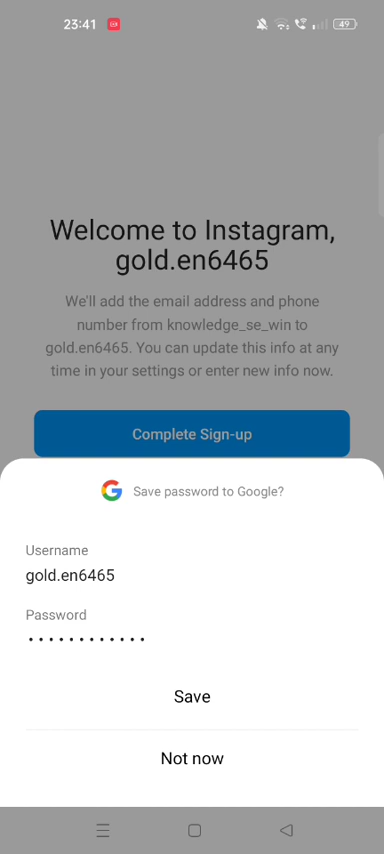 23:41
49
Welcome to Instagram,
gold.en6465
We'll add the email address and phone
number from knowledge_se_win to
gold.en6465. You can update this info at any
time in your settings or enter new info now.
Complete Sign-up
Save password to Google?
Username
gold.en6465
Password
••••••••••••
Save
Not now